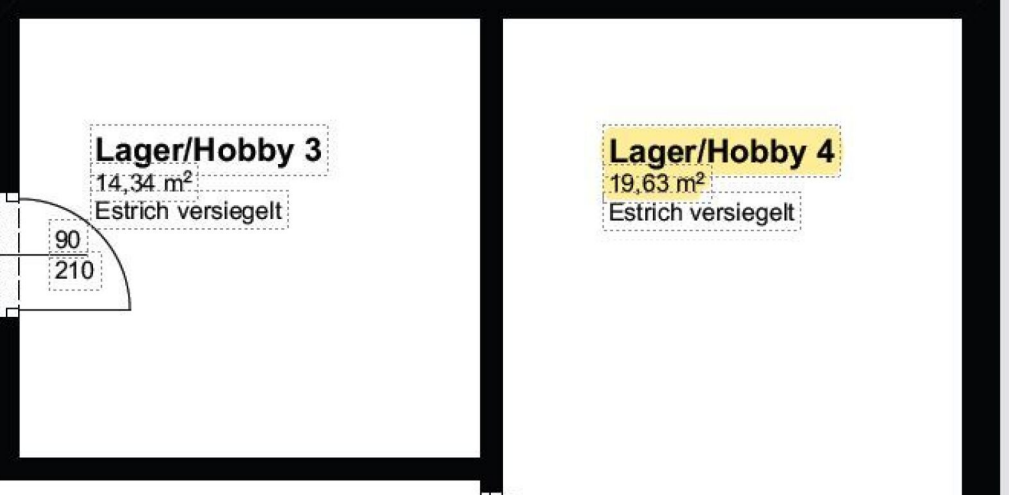 Lager/Hobby 3
14,34 m²
Estrich versiegelt
90
210
Lager/Hobby 4
19,63 m²
Estrich versiegelt